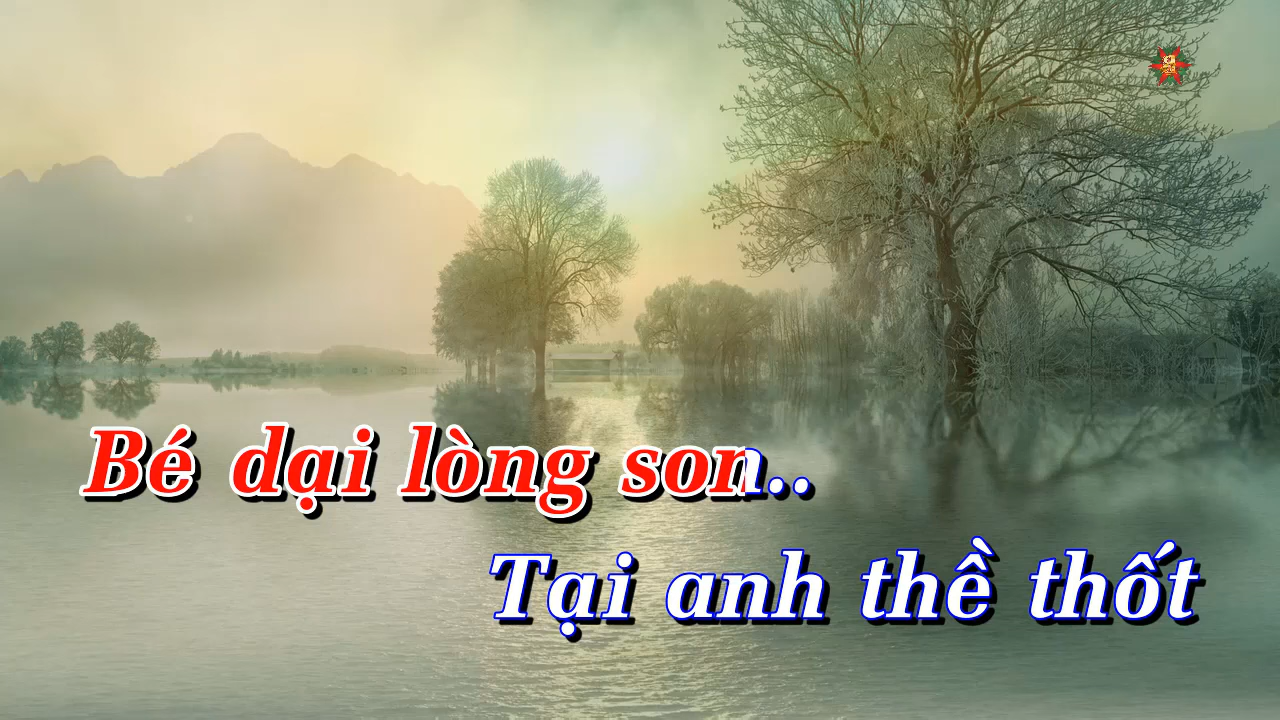 Bé dại lòng son..
Tại anh thề thốt